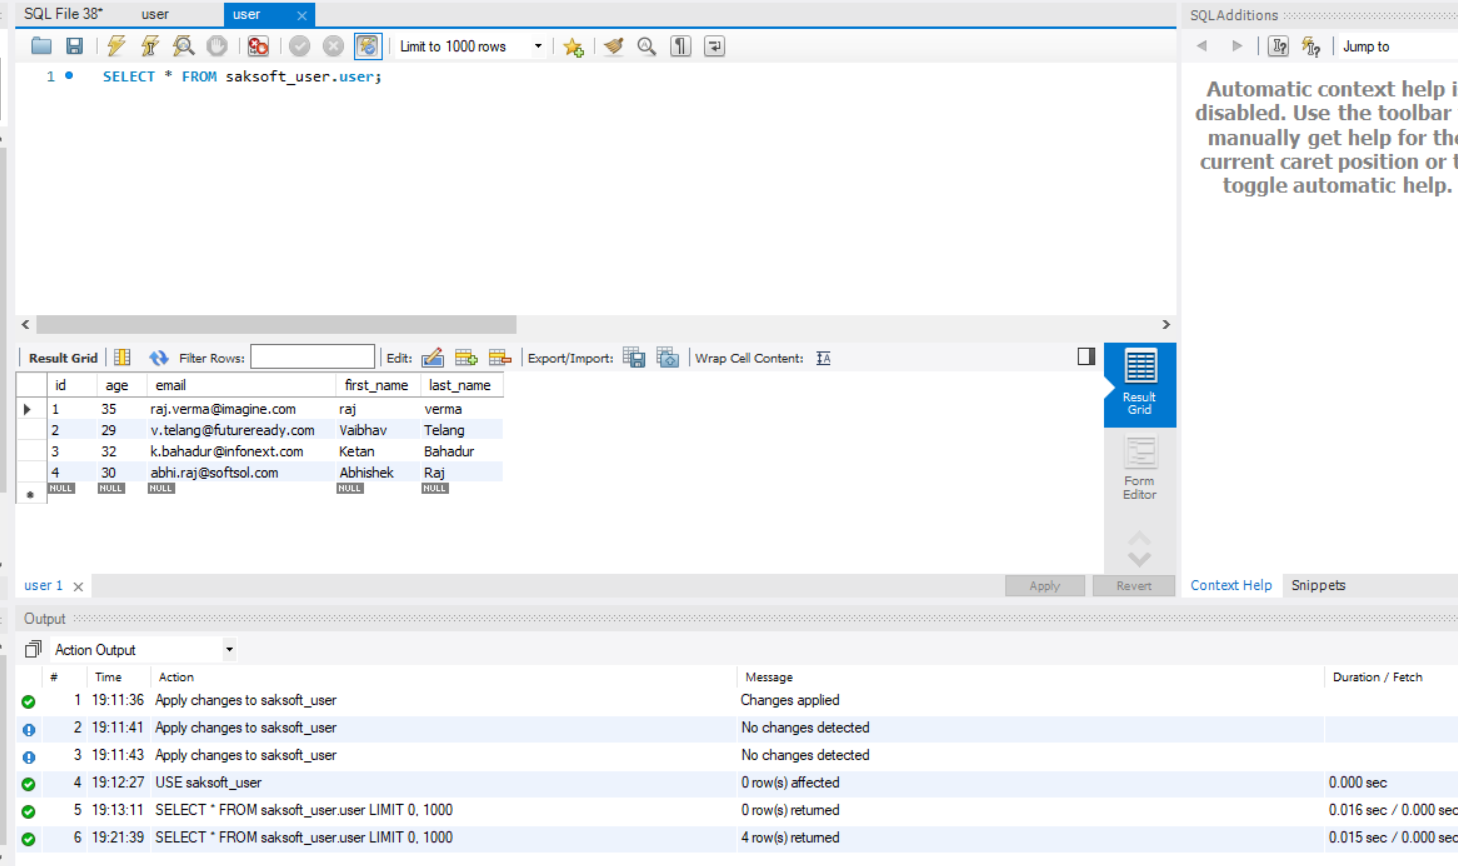 SQL File 38* user user
SQLAdditions
Limit to 1000 rows
Jump to
1 SELECT * FROM saksoft_user.user;
Automatic context help i
disabled. Use the toolbar
manually get help for the
current caret position or t
toggle automatic help.
Result Grid Filter Rows: Edit: Export/Import: Wrap Cell Content:
id age email first_name last_name
1 35 raj.verma@imagine.com raj verma
2 29 v.telang@futureready.com Vaibhav Telang
3 32 k.bahadur@infonext.com Ketan Bahadur
4 30 abhi.raj@softsol.com Abhishek Raj
NULL NULL NULL NULL NULL
Result
Grid
Form
Editor
user 1 Apply Revert
Context Help Snippets
Output
Action Output
# Time Action Message Duration / Fetch
1 19:11:36 Apply changes to saksoft_user Changes applied
2 19:11:41 Apply changes to saksoft_user No changes detected
3 19:11:43 Apply changes to saksoft_user No changes detected
4 19:12:27 USE saksoft_user 0 row(s) affected 0.000 sec
5 19:13:11 SELECT * FROM saksoft_user.user LIMIT 0, 1000 0 row(s) returned 0.016 sec / 0.000 sec
6 19:21:39 SELECT * FROM saksoft_user.user LIMIT 0, 1000 4 row(s) returned 0.015 sec / 0.000 sec